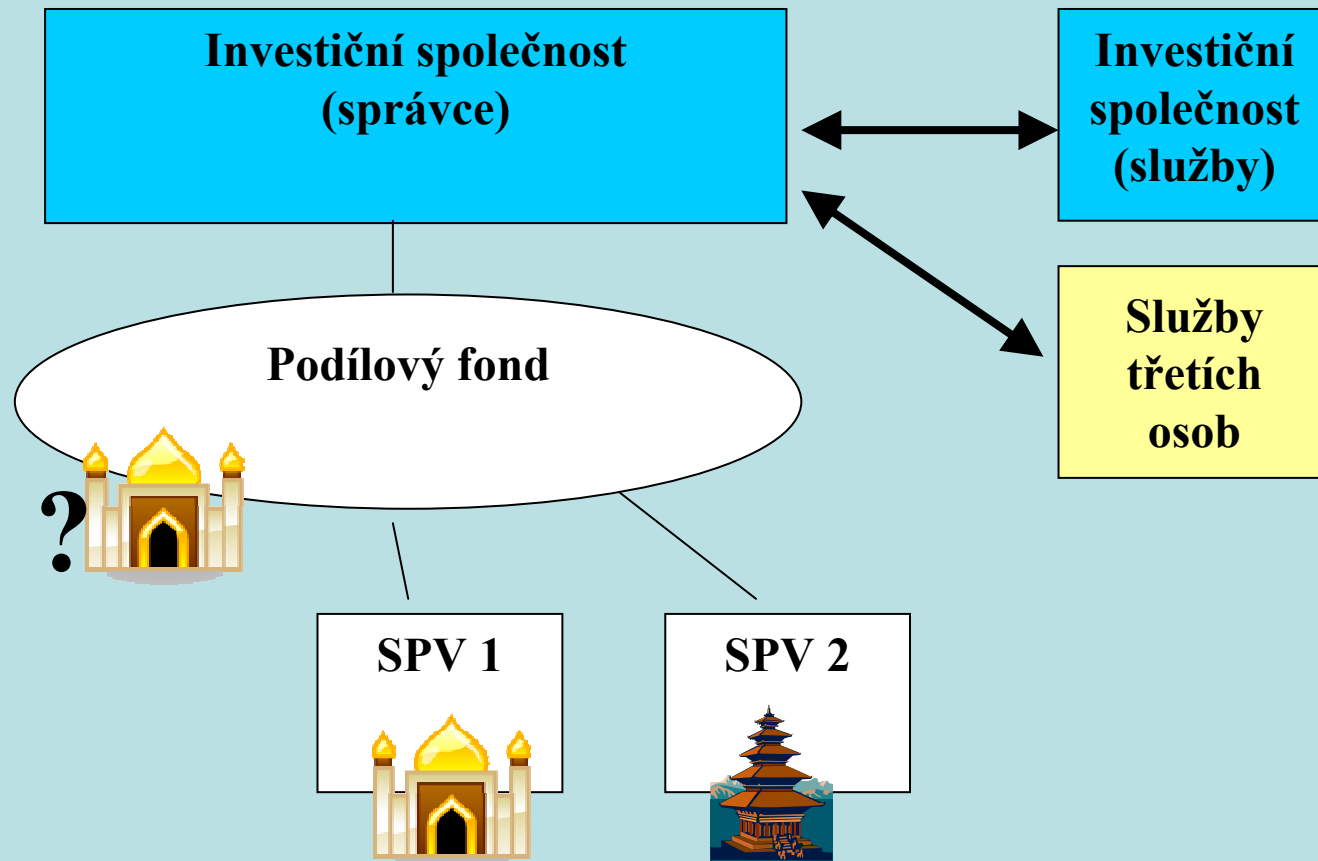 Investiční společnost
(správce)
Investiční
společnost
(služby)
Služby
třetích
osob
Podílový fond
?
SPV 1
SPV 2